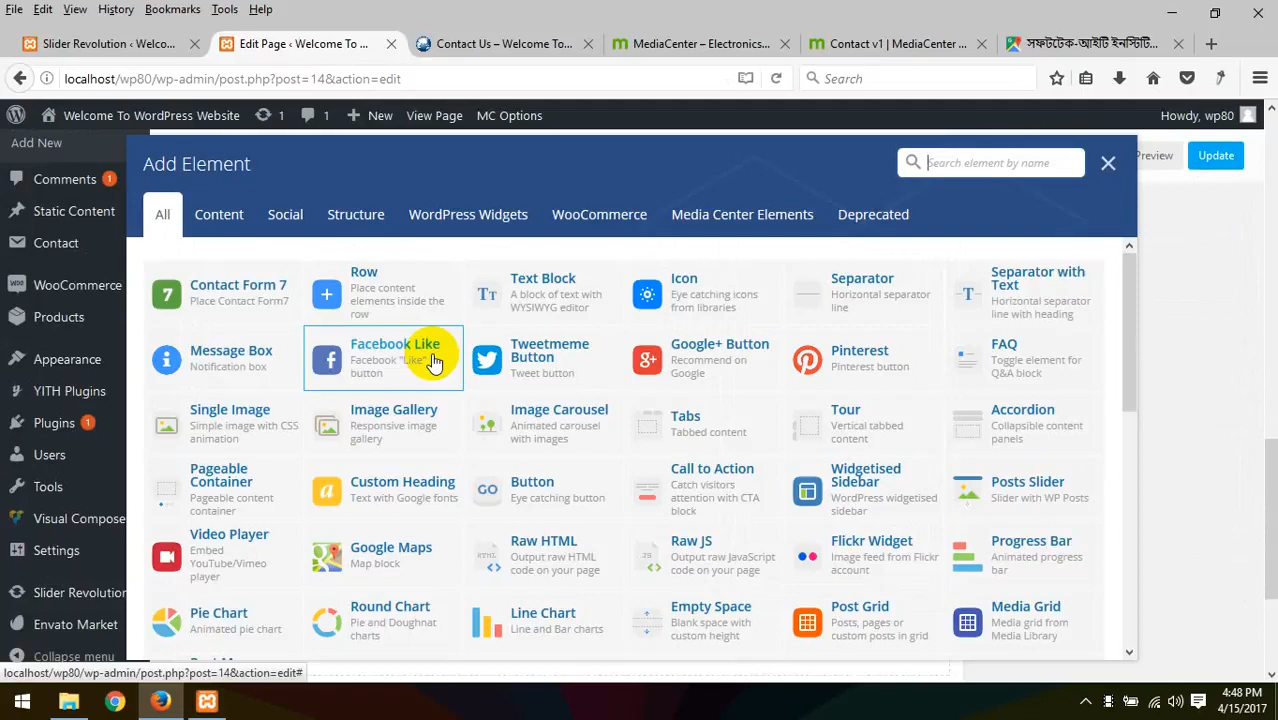 File Edit View History Bookmarks Tools Help
Slider Revolution ‹ Welco... Edit Page ‹ Welcome To ... Contact Us – Welcome To... MediaCenter – Electronics... Contact v1 | MediaCenter ... সফটটেক-আইটি ইনস্টিটি...
localhost/wp80/wp-admin/post.php?post=14&action=edit Search
Welcome To WordPress Website 1 1 New View Page MC Options Howdy, wp80
Add New
Comments 1
Static Content
Contact
WooCommerce
Products
Appearance
YITH Plugins
Plugins 1
Users
Tools
Visual Compose
Settings
Slider Revolution
Envato Market
Collapse menu
Preview Update
Add Element Search element by name
All Content Social Structure WordPress Widgets WooCommerce Media Center Elements Deprecated
7
Contact Form 7
Place Contact Form7
Row
Place content
elements inside the
row
Tt
Text Block
A block of text with
WYSIWYG editor
Icon
Eye catching icons
from libraries
Separator
Horizontal separator
line
T
Separator with
Text
Horizontal separator
line with heading
Message Box
Notification box
Facebook Like
Facebook "Like"
button
Tweetmeme
Button
Tweet button
Google+ Button
Recommend on
Google
Pinterest
Pinterest button
FAQ
Toggle element for
Q&A block
Single Image
Simple image with CSS
animation
Image Gallery
Responsive image
gallery
Image Carousel
Animated carousel
with images
Tabs
Tabbed content
Tour
Vertical tabbed
content
Accordion
Collapsible content
panels
Pageable
Container
Pageable content
container
a
Custom Heading
Text with Google fonts
GO
Button
Eye catching button
Call to Action
Catch visitors
attention with CTA
block
Widgetised
Sidebar
WordPress widgetised
sidebar
Posts Slider
Slider with WP Posts
Video Player
Embed
YouTube/Vimeo
player
Google Maps
Map block
HTML
Raw HTML
Output raw HTML
code on your page
JS
Raw JS
Output raw JavaScript
code on your page
Flickr Widget
Image feed from Flickr
account
Progress Bar
Animated progress
bar
Pie Chart
Animated pie chart
Round Chart
Pie and Doughnat
charts
Line Chart
Line and Bar charts
Empty Space
Blank space with
custom height
Post Grid
Posts, pages or
custom posts in grid
Media Grid
Media grid from
Media Library
localhost/wp80/wp-admin/post.php?post=14&action=edit#
4:48 PM
4/15/2017